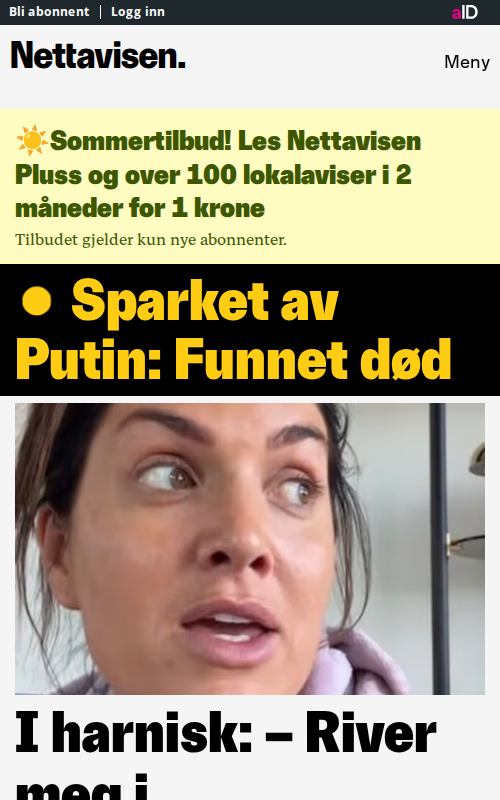 Bli abonnent | Logg inn
aID
Nettavisen.
Meny
☀️Sommertilbud! Les Nettavisen
Pluss og over 100 lokalaviser i 2
måneder for 1 krone
Tilbudet gjelder kun nye abonnenter.
Sparket av
Putin: Funnet død
I harnisk: – River
meg i